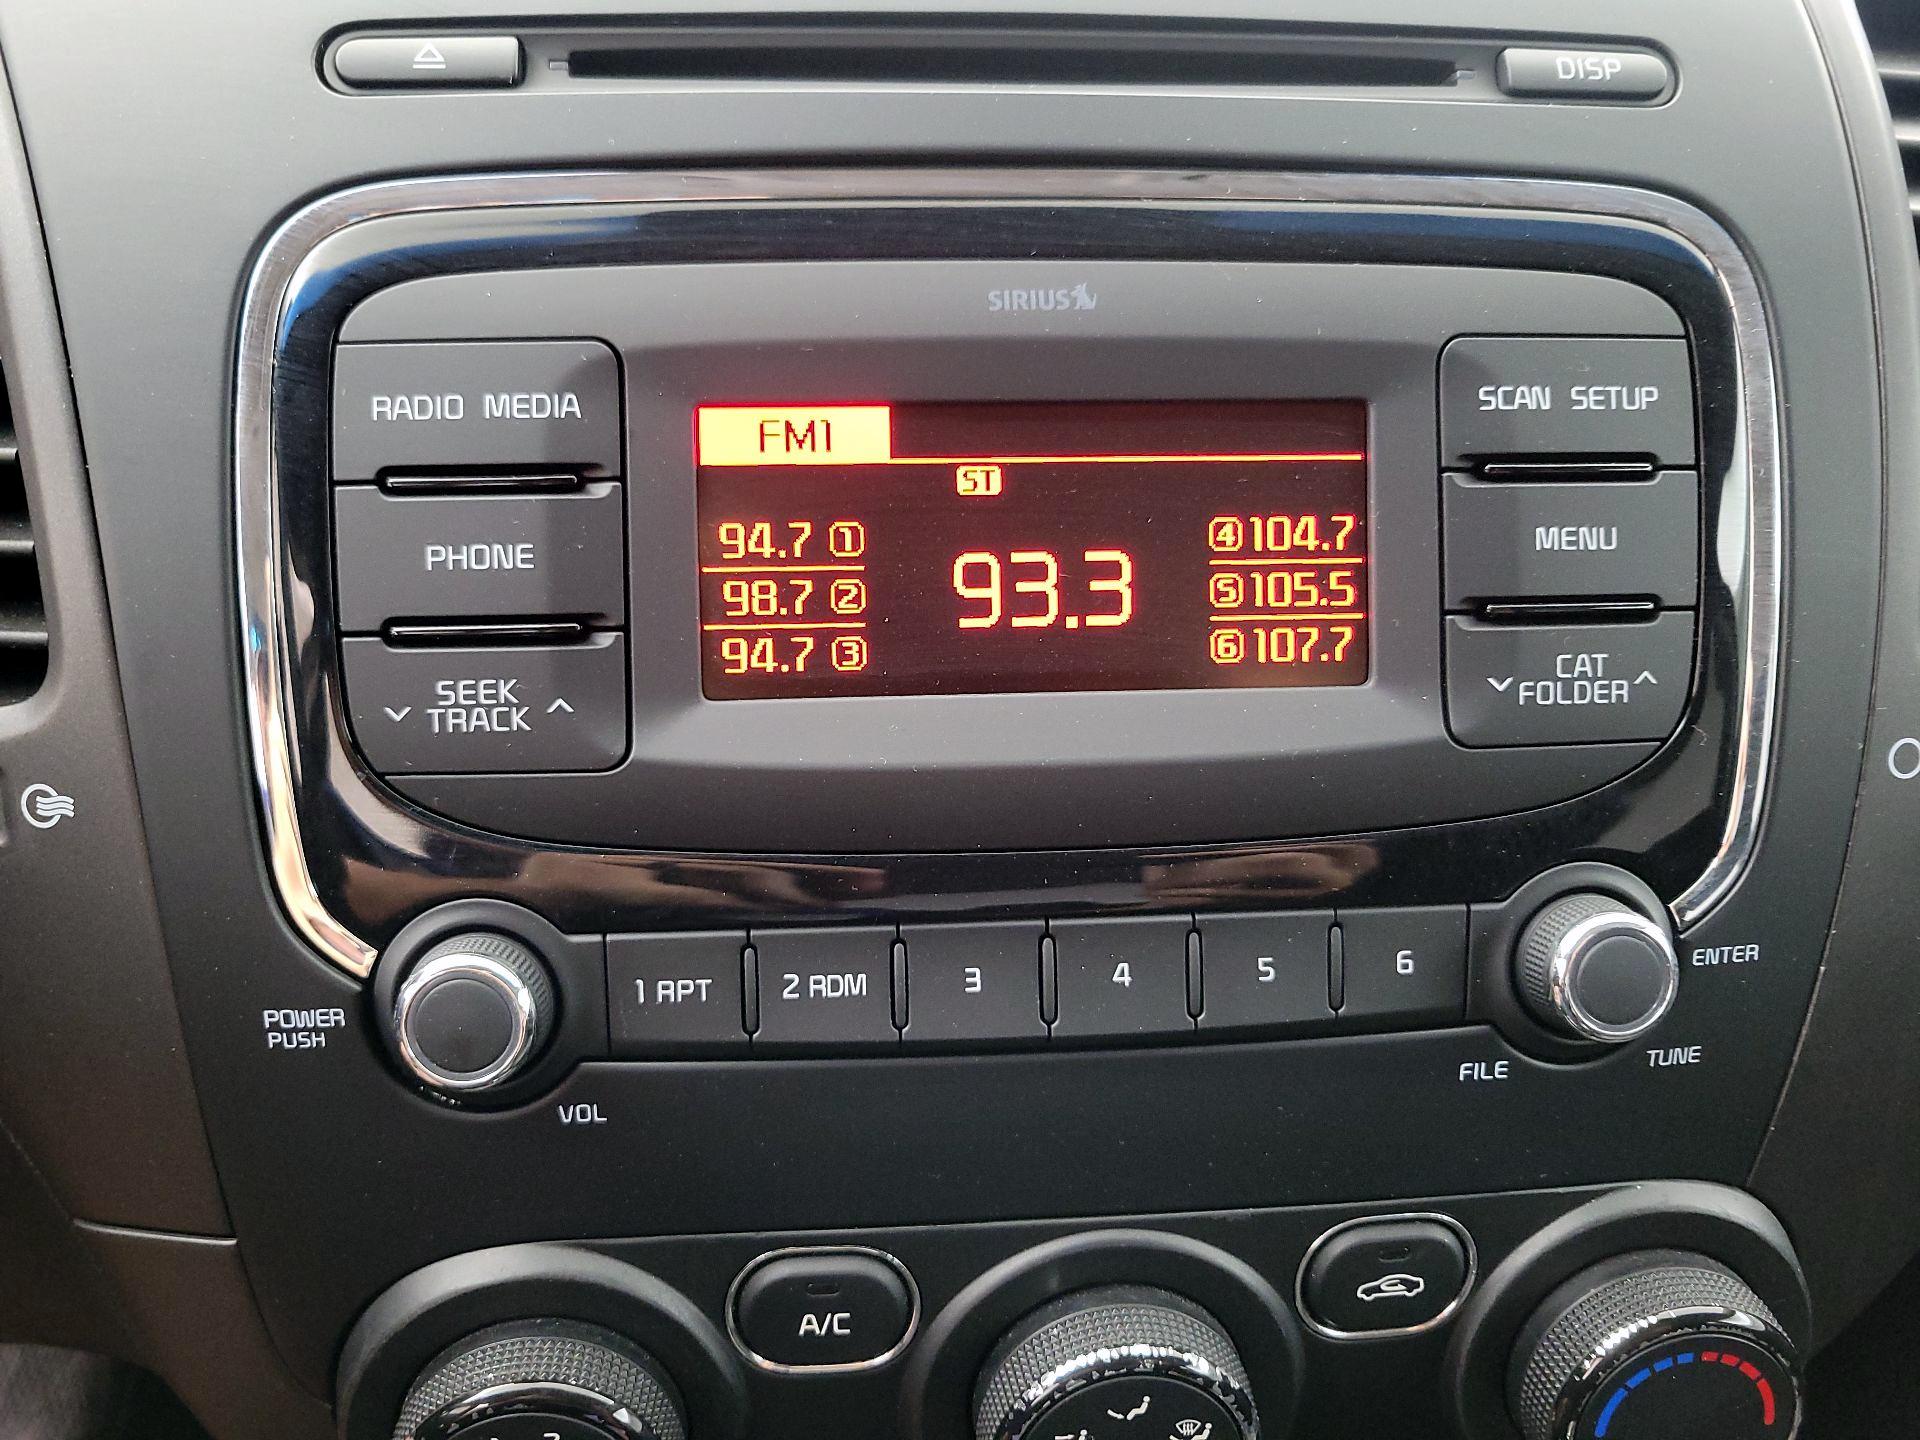 DISP
SIRIUS
RADIO MEDIA
SCAN SETUP
FM1
ST
PHONE
MENU
94.7 1
98.7 2
94.7 3
93.3
4 104.7
5 105.5
6 107.7
SEEK
TRACK
CAT
FOLDER
1 RPT
2 RDM
3
4
5
6
ENTER
POWER
PUSH
VOL
FILE
TUNE
A/C